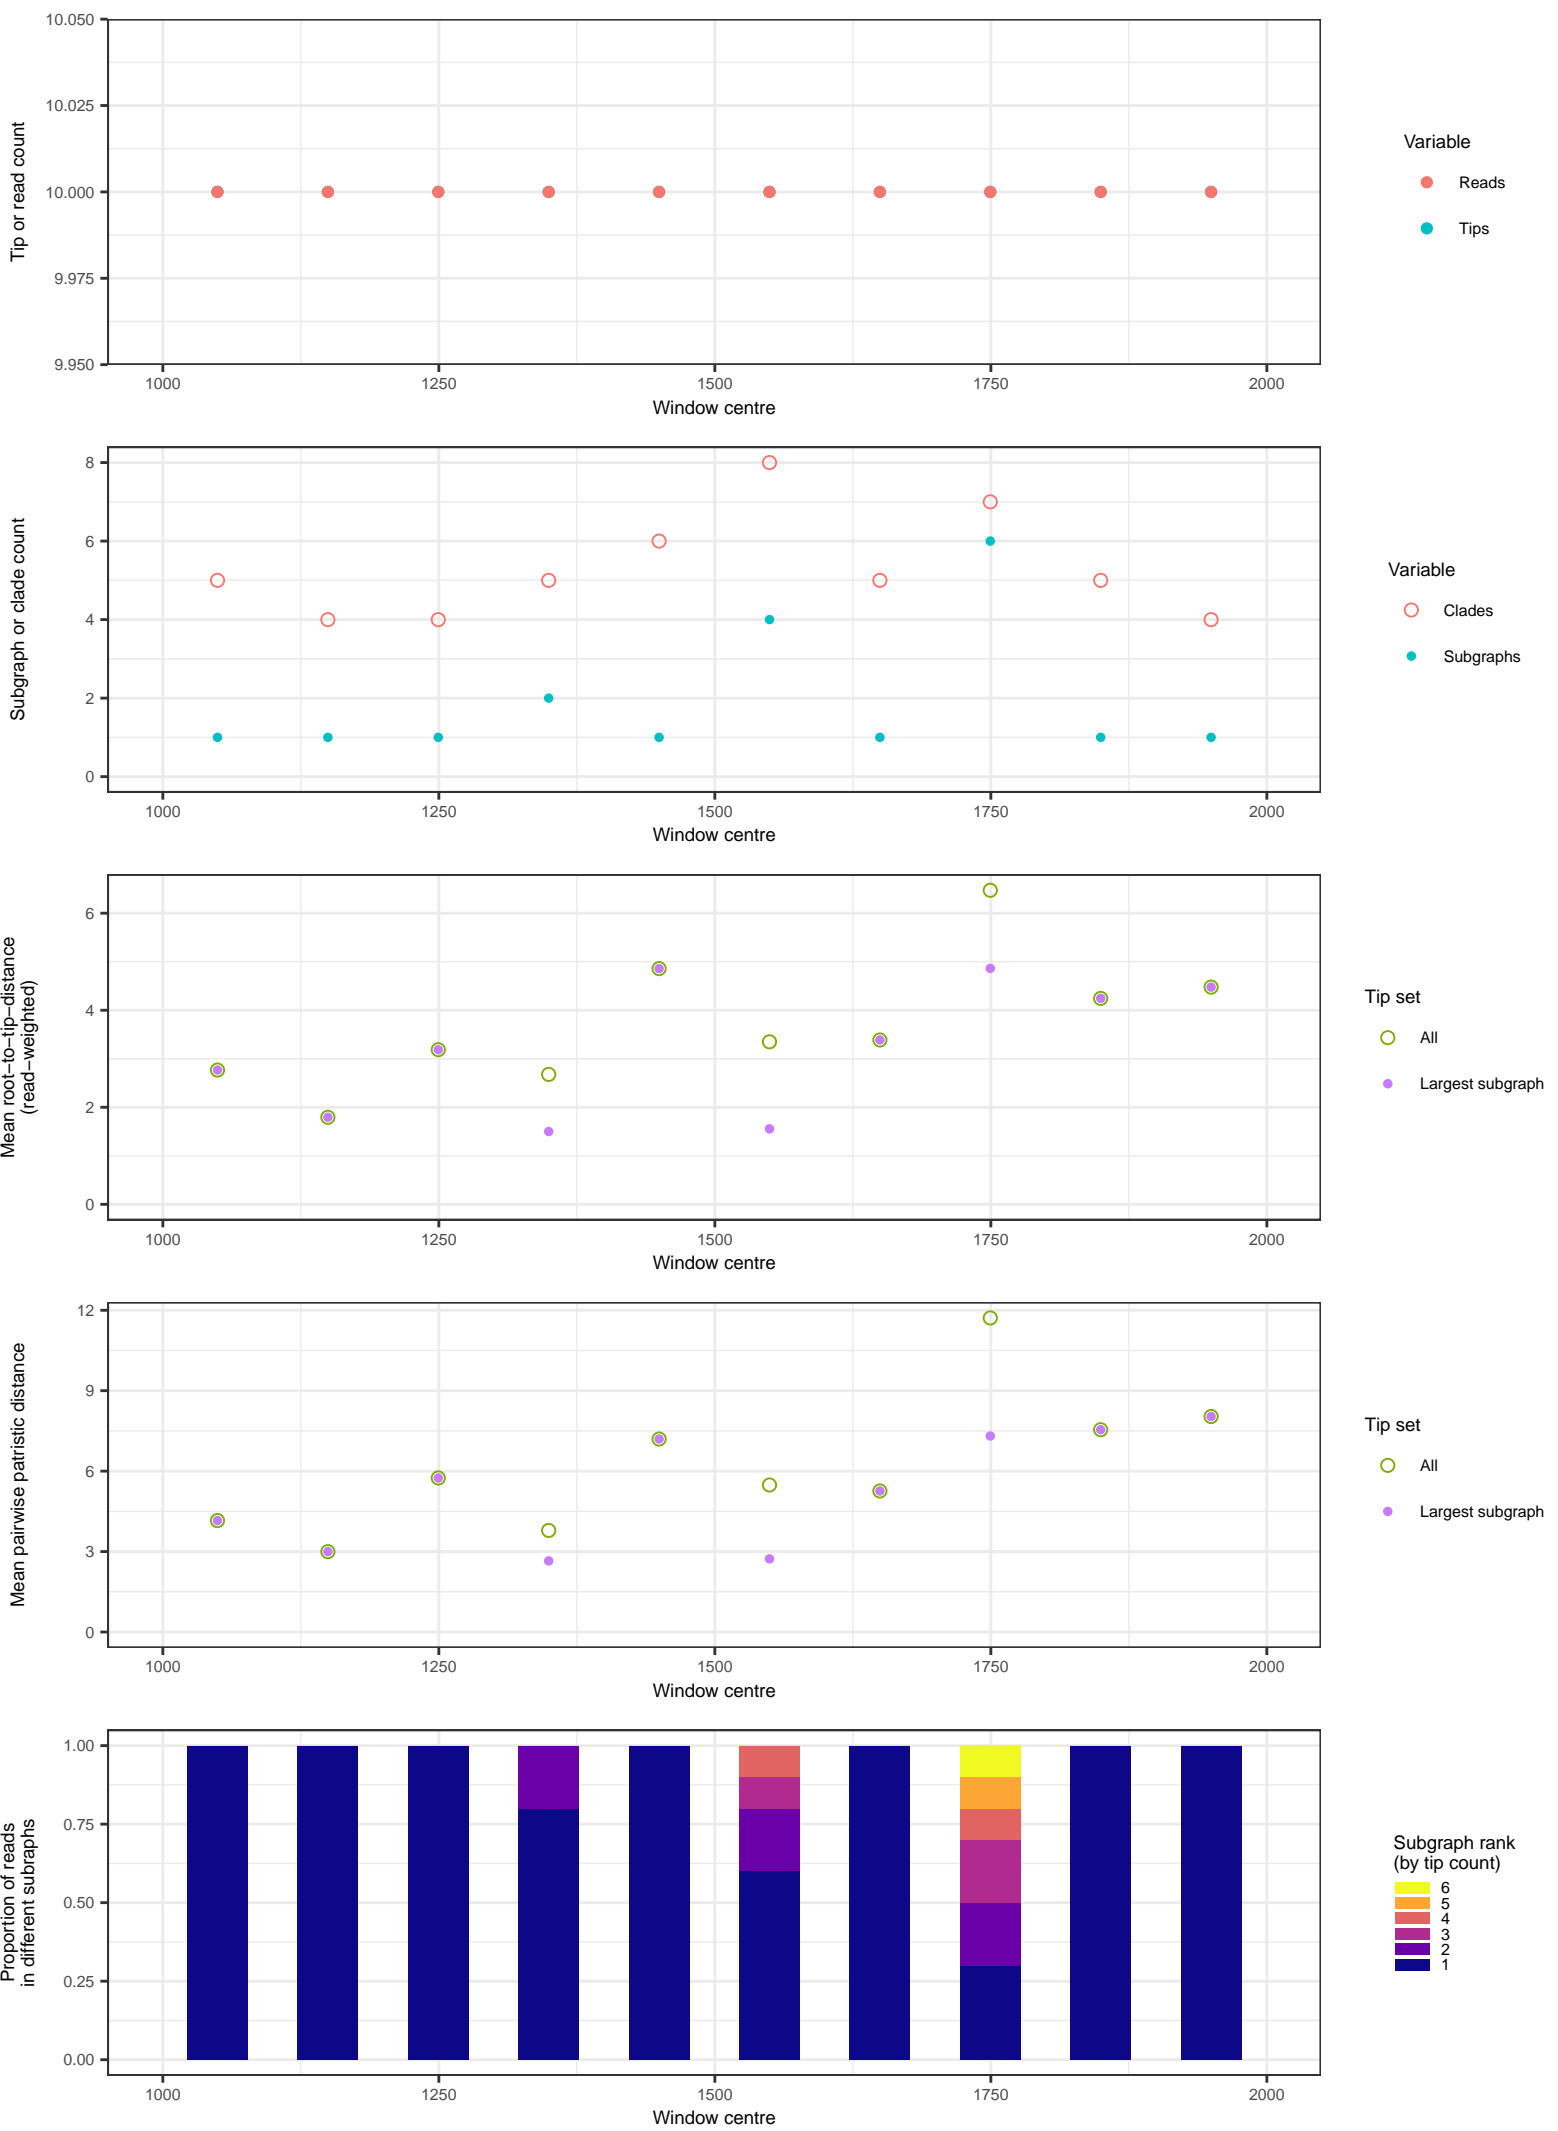 10.050
10.025
10.000
9.975
9.950
Tip or read count
1000 1250 1500 1750 2000
Window centre
Variable
Reads
Tips
8
6
4
2
0
Subgraph or clade count
1000 1250 1500 1750 2000
Window centre
Variable
Clades
Subgraphs
6
4
2
0
Mean root−to−tip−distance
(read−weighted)
1000 1250 1500 1750 2000
Window centre
Tip set
All
Largest subgraph
12
9
6
3
0
Mean pairwise patristic distance
1000 1250 1500 1750 2000
Window centre
Tip set
All
Largest subgraph
1.00
0.75
0.50
0.25
0.00
Proportion of reads
in different subraphs
1000 1250 1500 1750 2000
Window centre
Subgraph rank
(by tip count)
6
5
4
3
2
1